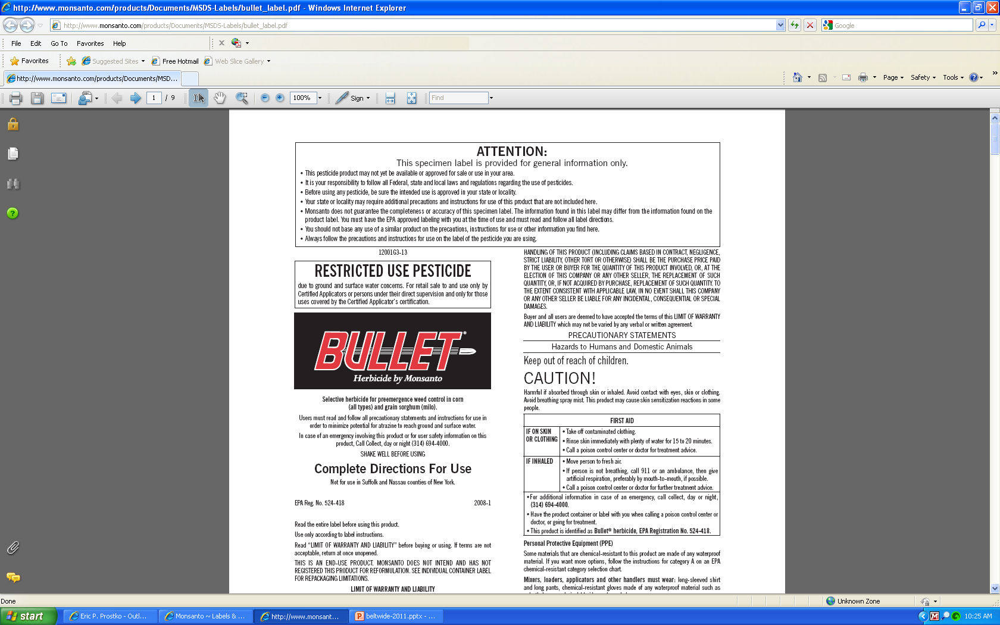 http://www.monsanto.com/products/Documents/MSDS-Labels/bullet_label.pdf - Windows Internet Explorer
http://www.monsanto.com/products/Documents/MSDS-Labels/bullet_label.pdf
Google
File Edit Go To Favorites Help
Favorites Suggested Sites Free Hotmail Web Slice Gallery
http://www.monsanto.com/products/Documents/MSD...
Page Safety Tools
1 / 9 100% Sign Find
ATTENTION:
This specimen label is provided for general information only.
• This pesticide product may not yet be available or approved for sale or use in your area.
• It is your responsibility to follow all Federal, state and local laws and regulations regarding the use of pesticides.
• Before using any pesticide, be sure the intended use is approved in your state or locality.
• Your state or locality may require additional precautions and instructions for use of this product that are not included here.
• Monsanto does not guarantee the completeness or accuracy of this specimen label. The information found in this label may differ from the information found on the
product label. You must have the EPA approved labeling with you at the time of use and must read and follow all label directions.
• You should not base any use of a similar product on the precautions, instructions for use or other information you find here.
• Always follow the precautions and instructions for use on the label of the pesticide you are using.
12001G3-13
RESTRICTED USE PESTICIDE
due to ground and surface water concerns. For retail sale to and use only by
Certified Applicators or persons under their direct supervision and only for those
uses covered by the Certified Applicator's certification.
BULLET®
Herbicide by Monsanto
Selective herbicide for preemergence weed control in corn
(all types) and grain sorghum (milo).
Users must read and follow all precautionary statements and instructions for use in
order to minimize potential for atrazine to reach ground and surface water.
In case of an emergency involving this product or for user safety information on this
product, Call Collect, day or night (314) 694-4000.
SHAKE WELL BEFORE USING
Complete Directions For Use
Not for use in Suffolk and Nassau counties of New York.
EPA Reg. No. 524-418 2008-1
Read the entire label before using this product.
Use only according to label instructions.
Read “LIMIT OF WARRANTY AND LIABILITY” before buying or using. If terms are not
acceptable, return at once unopened.
THIS IS AN END-USE PRODUCT. MONSANTO DOES NOT INTEND AND HAS NOT
REGISTERED THIS PRODUCT FOR REFORMULATION. SEE INDIVIDUAL CONTAINER LABEL
FOR REPACKAGING LIMITATIONS.
LIMIT OF WARRANTY AND LIABILITY
HANDLING OF THIS PRODUCT (INCLUDING CLAIMS BASED IN CONTRACT, NEGLIGENCE,
STRICT LIABILITY, OTHER TORT OR OTHERWISE) SHALL BE THE PURCHASE PRICE PAID
BY THE USER OR BUYER FOR THE QUANTITY OF THIS PRODUCT INVOLVED, OR, AT THE
ELECTION OF THIS COMPANY OR ANY OTHER SELLER, THE REPLACEMENT OF SUCH
QUANTITY, OR, IF NOT ACQUIRED BY PURCHASE, REPLACEMENT OF SUCH QUANTITY. TO
THE EXTENT CONSISTENT WITH APPLICABLE LAW, IN NO EVENT SHALL THIS COMPANY
OR ANY OTHER SELLER BE LIABLE FOR ANY INCIDENTAL, CONSEQUENTIAL OR SPECIAL
DAMAGES.
Buyer and all users are deemed to have accepted the terms of this LIMIT OF WARRANTY
AND LIABILITY which may not be varied by any verbal or written agreement.
PRECAUTIONARY STATEMENTS
Hazards to Humans and Domestic Animals
Keep out of reach of children.
CAUTION!
Harmful if absorbed through skin or inhaled. Avoid contact with eyes, skin or clothing.
Avoid breathing spray mist. This product may cause skin sensitization reactions in some
people.
FIRST AID
IF ON SKIN
OR CLOTHING
• Take off contaminated clothing.
• Rinse skin immediately with plenty of water for 15 to 20 minutes.
• Call a poison control center or doctor for treatment advice.
IF INHALED
• Move person to fresh air.
• If person is not breathing, call 911 or an ambulance, then give
artificial respiration, preferably by mouth-to-mouth, if possible.
• Call a poison control center or doctor for further treatment advice.
• For additional information in case of an emergency, call collect, day or night,
(314) 694-4000.
• Have the product container or label with you when calling a poison control center or
doctor, or going for treatment.
• This product is identified as Bullet® herbicide, EPA Registration No. 524-418.
Personal Protective Equipment (PPE)
Some materials that are chemical-resistant to this product are made of any waterproof
material. If you want more options, follow the instructions for category A on an EPA
chemical-resistant category selection chart.
Mixers, loaders, applicators and other handlers must wear: long-sleeved shirt
and long pants, chemical-resistant gloves made of any waterproof material such as
Done Unknown Zone
start Eric P. Prostko - Outl... Monsanto ~ Labels & ... http://www.monsant... beltwide-2011.pptx - ... 10:25 AM